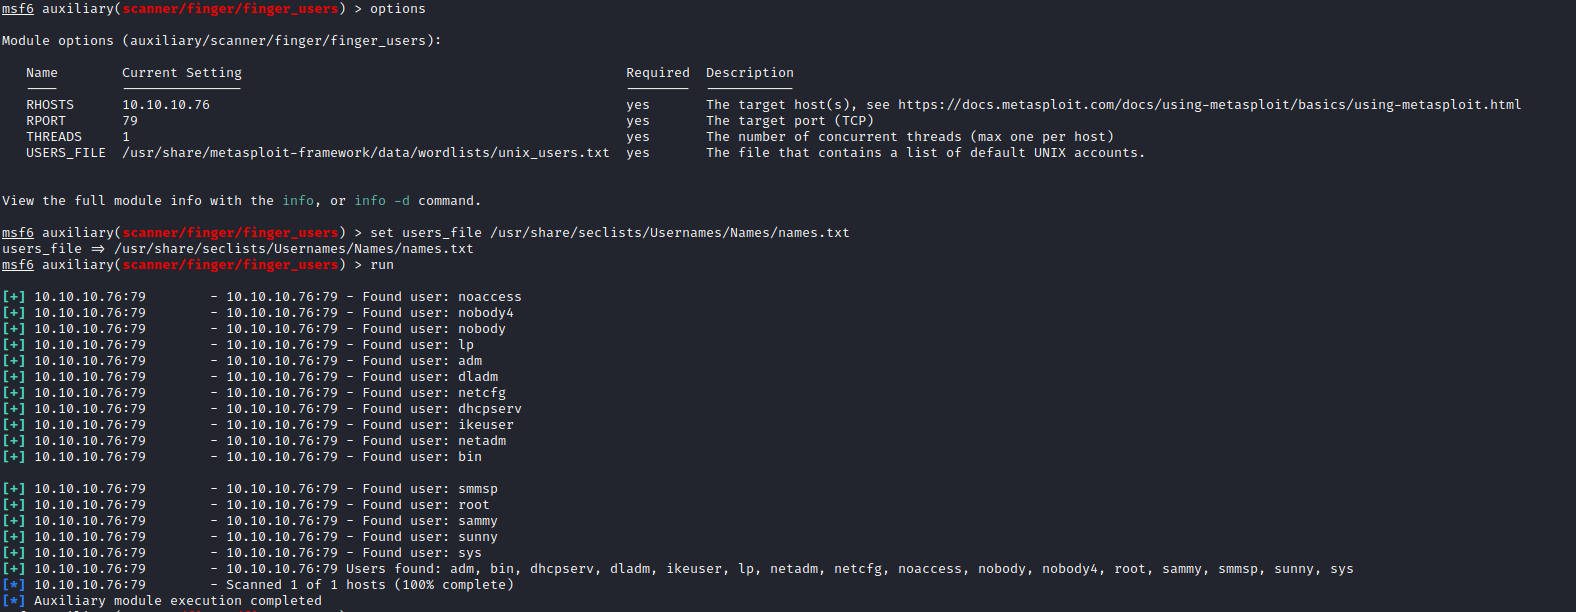 msf6 auxiliary(scanner/finger/finger_users) > options
Module options (auxiliary/scanner/finger/finger_users):
Name Current Setting Required Description
RHOSTS 10.10.10.76 yes The target host(s), see https://docs.metasploit.com/docs/using-metasploit/basics/using-metasploit.html
RPORT 79 yes The target port (TCP)
THREADS 1 yes The number of concurrent threads (max one per host)
USERS_FILE /usr/share/metasploit-framework/data/wordlists/unix_users.txt yes The file that contains a list of default UNIX accounts.
View the full module info with the info, or info -d command.
msf6 auxiliary(scanner/finger/finger_users) > set users_file /usr/share/seclists/Usernames/Names/names.txt
users_file ⇒ /usr/share/seclists/Usernames/Names/names.txt
msf6 auxiliary(scanner/finger/finger_users) > run
[+] 10.10.10.76:79 - 10.10.10.76:79 - Found user: noaccess
[+] 10.10.10.76:79 - 10.10.10.76:79 - Found user: nobody4
[+] 10.10.10.76:79 - 10.10.10.76:79 - Found user: nobody
[+] 10.10.10.76:79 - 10.10.10.76:79 - Found user: lp
[+] 10.10.10.76:79 - 10.10.10.76:79 - Found user: adm
[+] 10.10.10.76:79 - 10.10.10.76:79 - Found user: dladm
[+] 10.10.10.76:79 - 10.10.10.76:79 - Found user: netcfg
[+] 10.10.10.76:79 - 10.10.10.76:79 - Found user: dhcpserv
[+] 10.10.10.76:79 - 10.10.10.76:79 - Found user: ikeuser
[+] 10.10.10.76:79 - 10.10.10.76:79 - Found user: netadm
[+] 10.10.10.76:79 - 10.10.10.76:79 - Found user: bin
[+] 10.10.10.76:79 - 10.10.10.76:79 - Found user: smmsp
[+] 10.10.10.76:79 - 10.10.10.76:79 - Found user: root
[+] 10.10.10.76:79 - 10.10.10.76:79 - Found user: sammy
[+] 10.10.10.76:79 - 10.10.10.76:79 - Found user: sunny
[+] 10.10.10.76:79 - 10.10.10.76:79 - Found user: sys
[+] 10.10.10.76:79 - 10.10.10.76:79 Users found: adm, bin, dhcpserv, dladm, ikeuser, lp, netadm, netcfg, noaccess, nobody, nobody4, root, sammy, smmsp, sunny, sys
[*] 10.10.10.76:79 - Scanned 1 of 1 hosts (100% complete)
[*] Auxiliary module execution completed